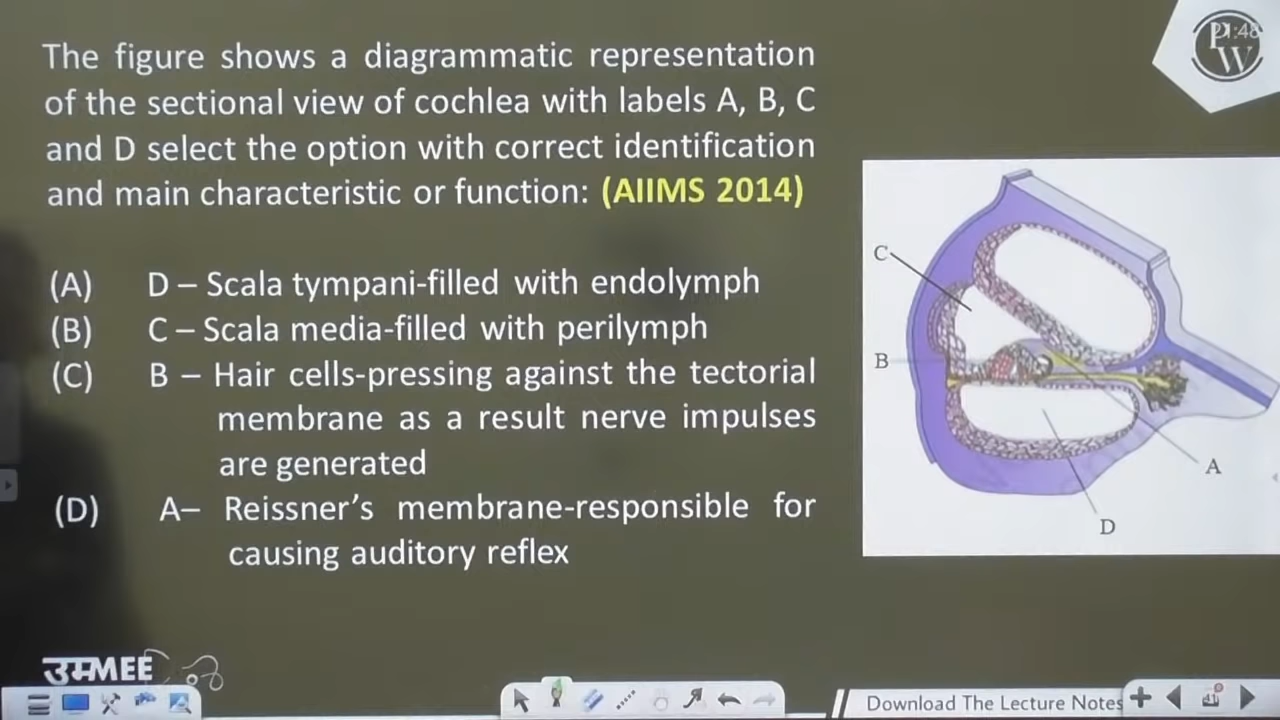 The figure shows a diagrammatic representation
of the sectional view of cochlea with labels A, B, C
and D select the option with correct identification
and main characteristic or function: (AIIMS 2014)
(A) D – Scala tympani-filled with endolymph
(B) C – Scala media-filled with perilymph
(C) B – Hair cells-pressing against the tectorial
membrane as a result nerve impulses
are generated
(D) A– Reissner’s membrane-responsible for
causing auditory reflex
C
B
A
D
उम्मEE
Download The Lecture Notes